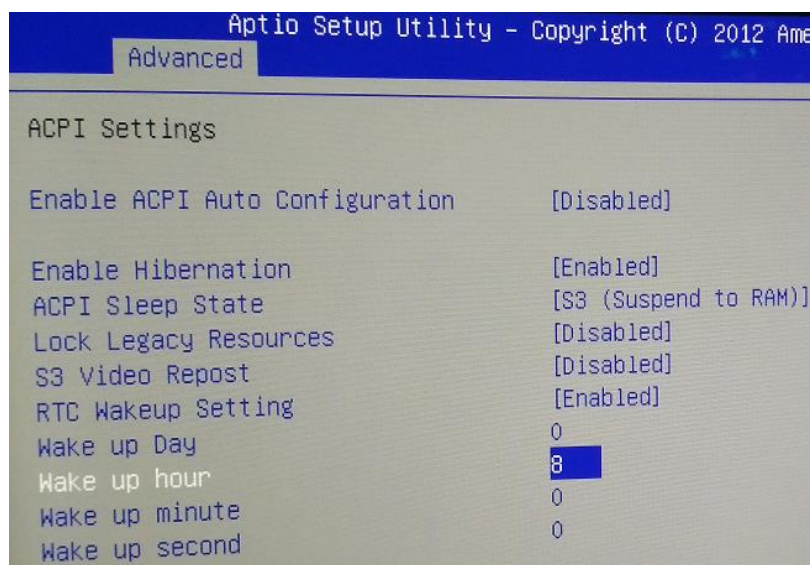 Aptio Setup Utility - Copyright (C) 2012 Ame
Advanced
ACPI Settings
Enable ACPI Auto Configuration [Disabled]
Enable Hibernation [Enabled]
ACPI Sleep State [S3 (Suspend to RAM)]
Lock Legacy Resources [Disabled]
S3 Video Repost [Disabled]
RTC Wakeup Setting [Enabled]
Wake up Day 0
Wake up hour 8
Wake up minute 0
Wake up second 0